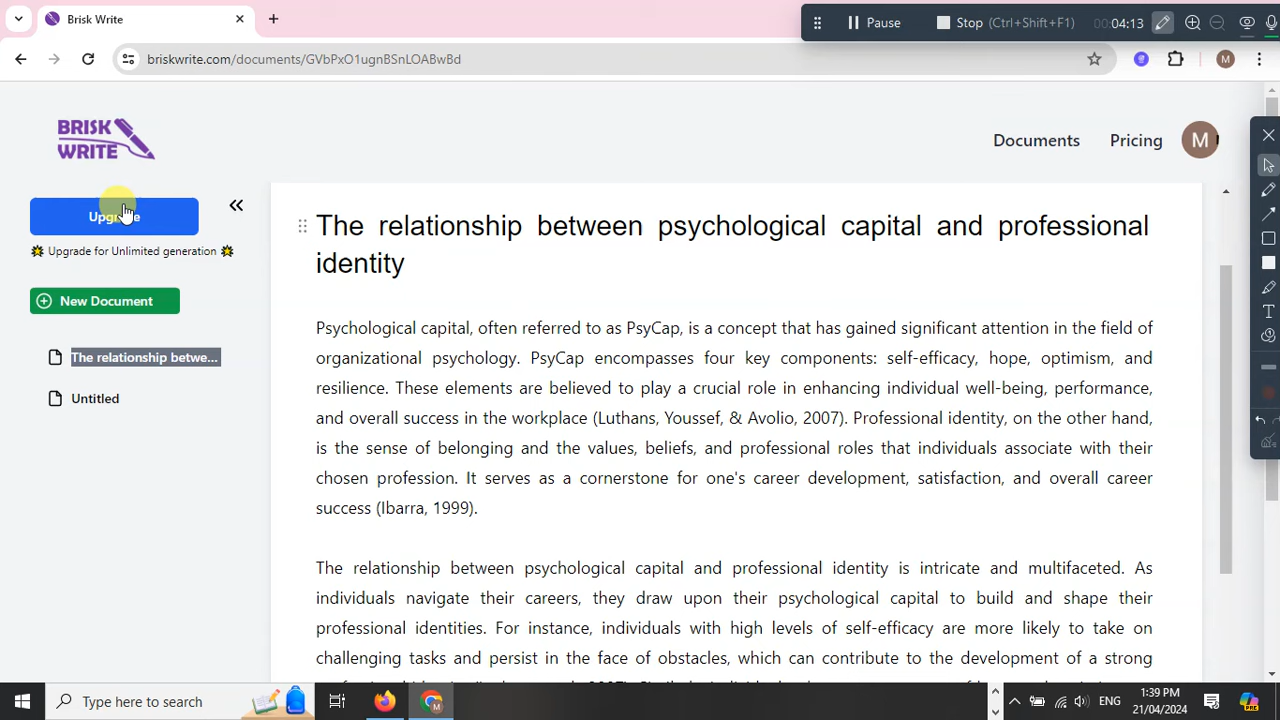 Brisk Write
Pause
Stop (Ctrl+Shift+F1)
00:04:13
briskwrite.com/documents/GVbPxO1ugnBSnLOABwBd
M
BRISK
WRITE
Documents
Pricing
M
Upgrade
Upgrade for Unlimited generation
New Document
The relationship betwe...
Untitled
The relationship between psychological capital and professional
identity
Psychological capital, often referred to as PsyCap, is a concept that has gained significant attention in the field of
organizational psychology. PsyCap encompasses four key components: self-efficacy, hope, optimism, and
resilience. These elements are believed to play a crucial role in enhancing individual well-being, performance,
and overall success in the workplace (Luthans, Youssef, & Avolio, 2007). Professional identity, on the other hand,
is the sense of belonging and the values, beliefs, and professional roles that individuals associate with their
chosen profession. It serves as a cornerstone for one's career development, satisfaction, and overall career
success (Ibarra, 1999).
The relationship between psychological capital and professional identity is intricate and multifaceted. As
individuals navigate their careers, they draw upon their psychological capital to build and shape their
professional identities. For instance, individuals with high levels of self-efficacy are more likely to take on
challenging tasks and persist in the face of obstacles, which can contribute to the development of a strong
Type here to search
ENG
1:39 PM
21/04/2024